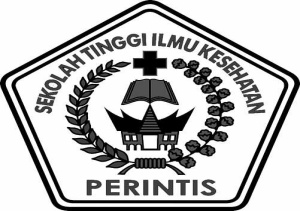 SEKOLAH TINGGI ILMU KESEHATAN
PERINTIS